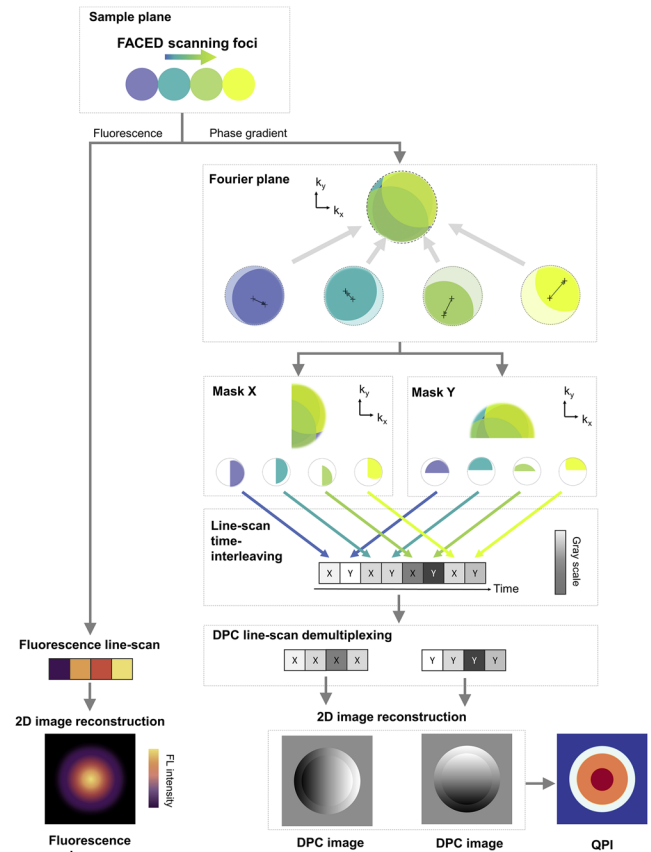 Sample plane
FACED scanning foci
Fluorescence
Phase gradient
Fourier plane
ky
kx
Mask X
ky
kx
Mask Y
ky
kx
Line-scan
time-
interleaving
X Y X Y X Y X Y
Time
Gray scale
DPC line-scan demultiplexing
X X X X
Y Y Y Y
Fluorescence line-scan
2D image reconstruction
2D image reconstruction
FL intensity
Fluorescence
DPC image
DPC image
QPI